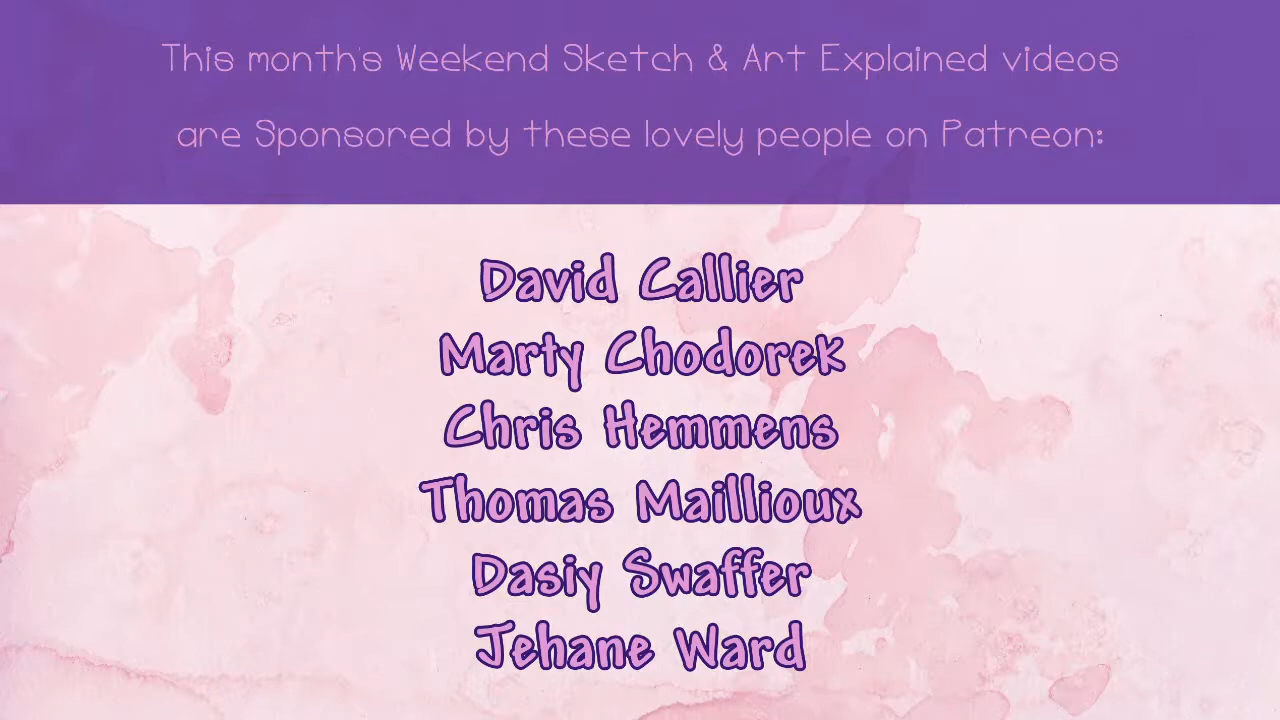 This month's Weekend Sketch & Art Explained videos
are Sponsored by these lovely people on Patreon:
David Callier
Marty Chodorek
Chris Hemmens
Thomas Maillioux
Dasiy Swaffer
Jehane Ward